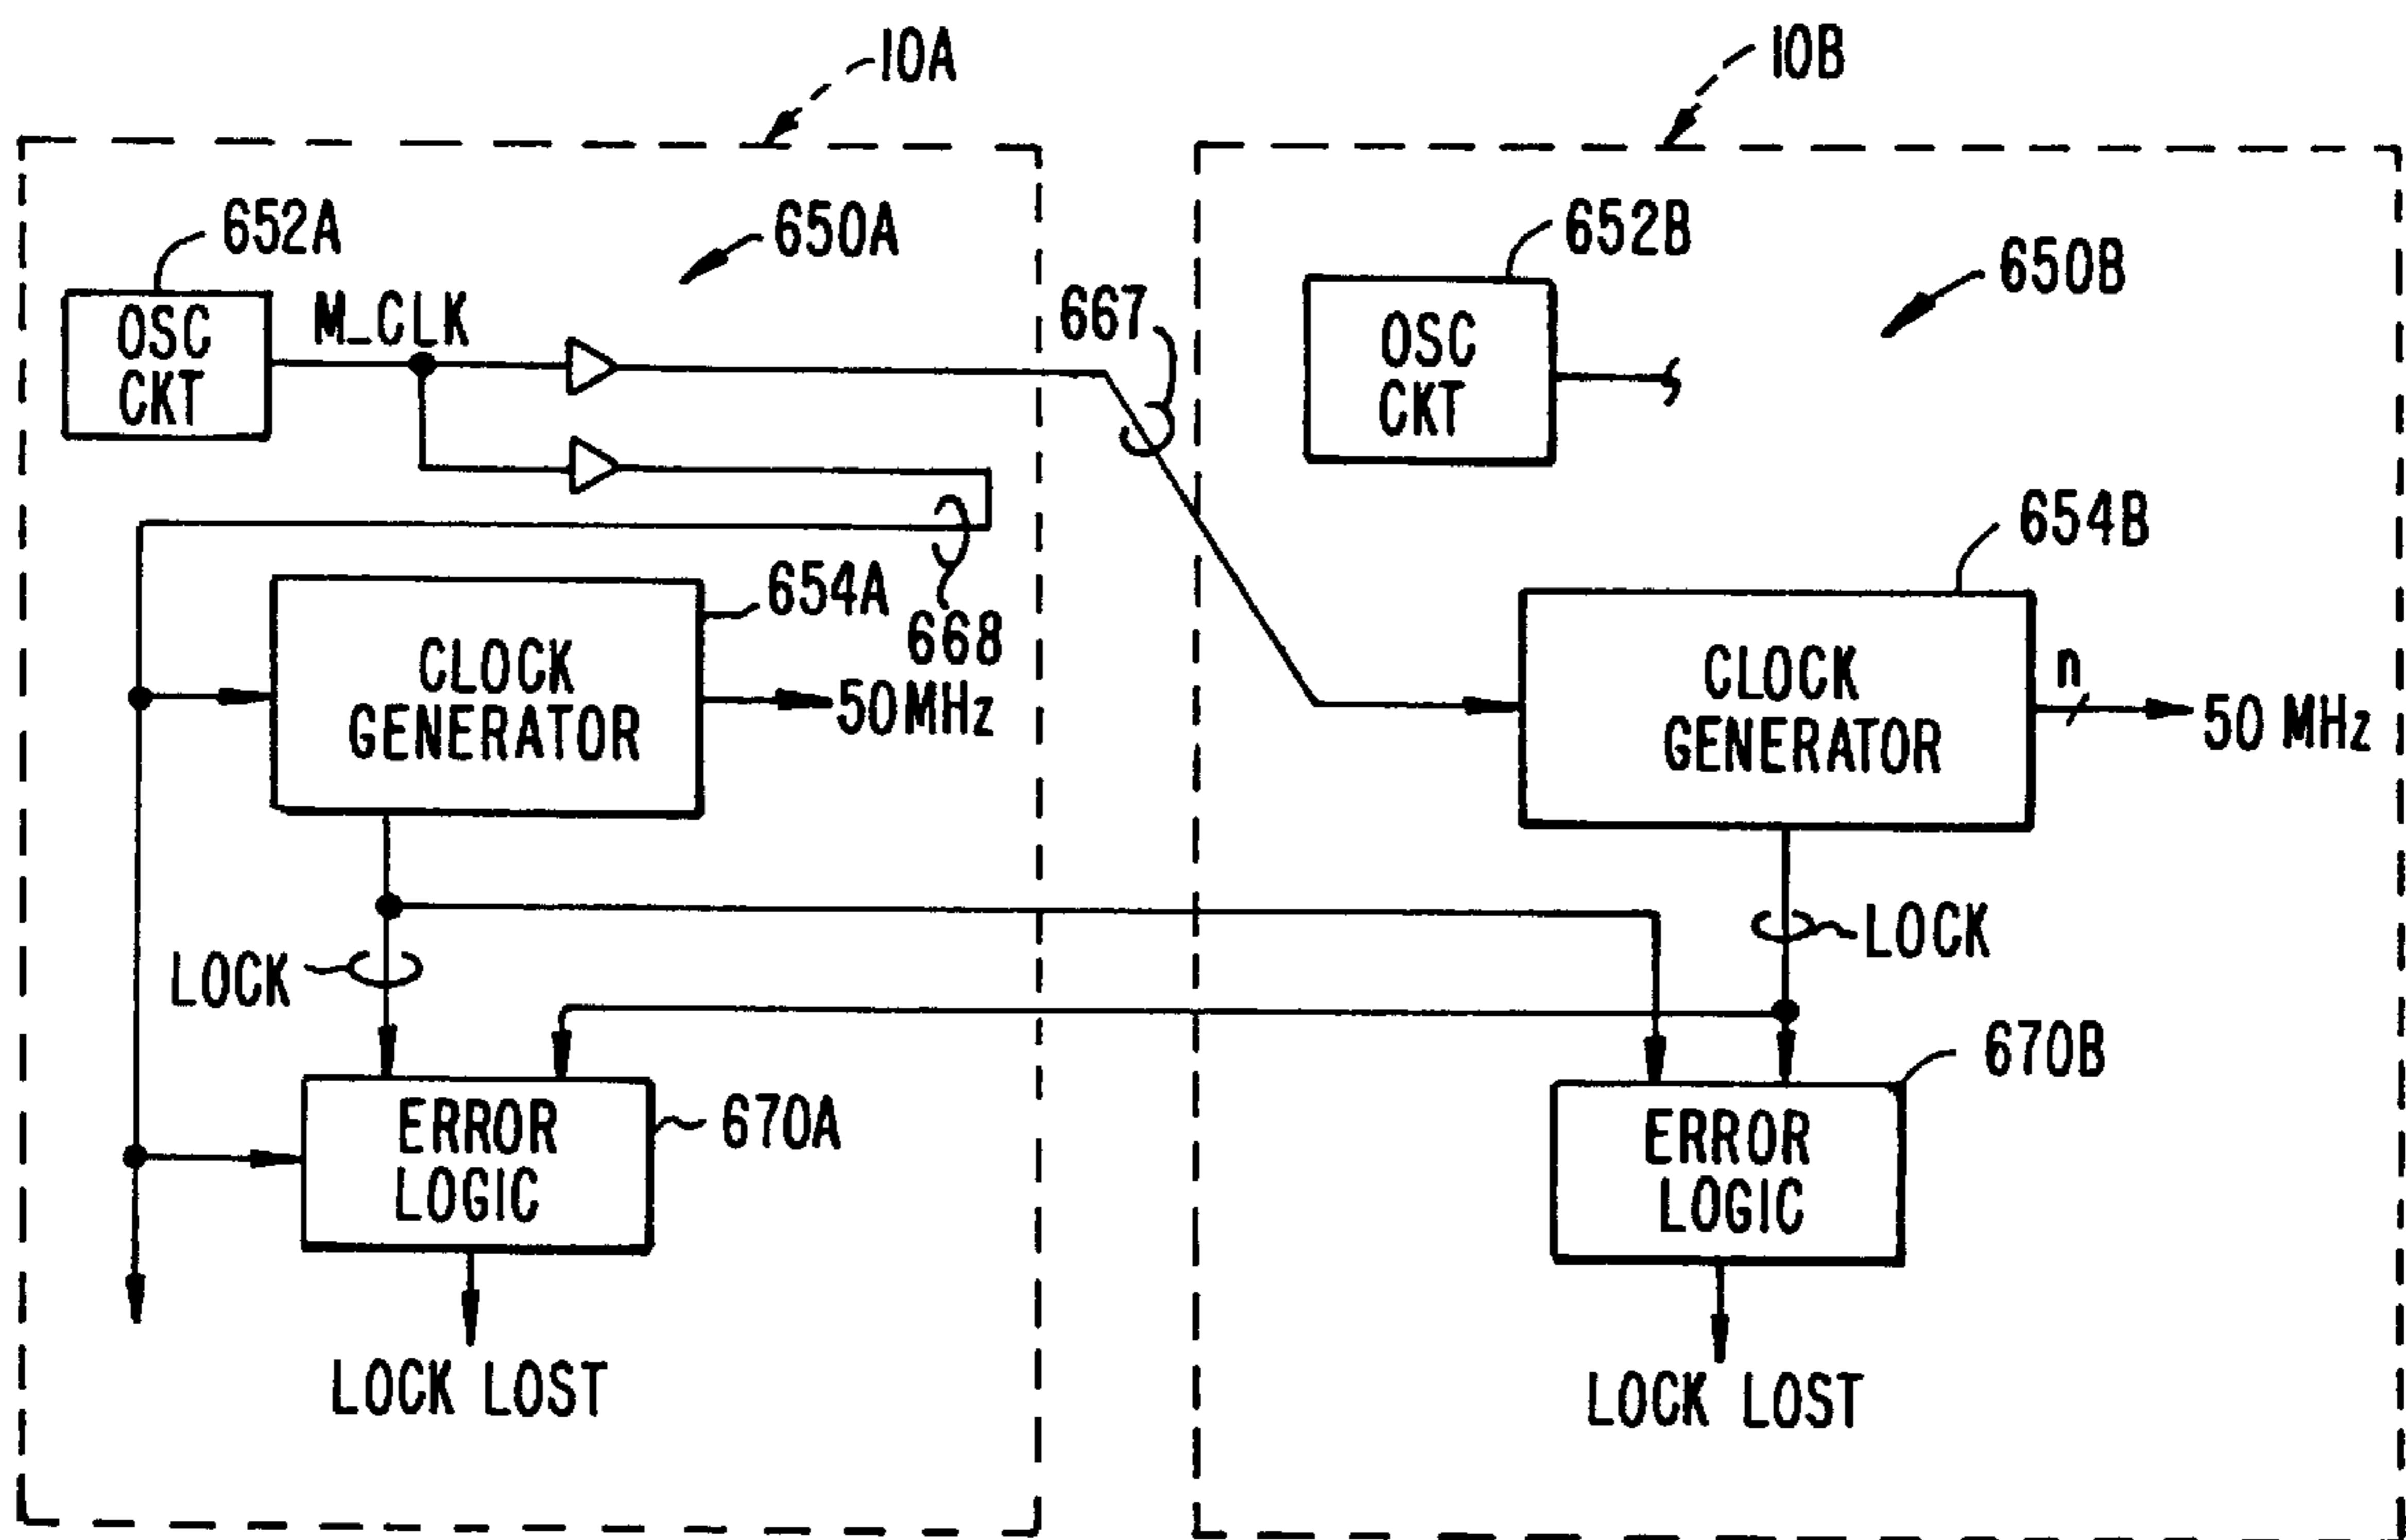 10A
10B
652A
650A
652B
650B
OSC
CKT
M_CLK
667
OSC
CKT
654B
654A
668
CLOCK
GENERATOR
50MHz
CLOCK
GENERATOR
n
50 MHz
LOCK
LOCK
ERROR
LOGIC
670A
ERROR
LOGIC
670B
LOCK LOST
LOCK LOST